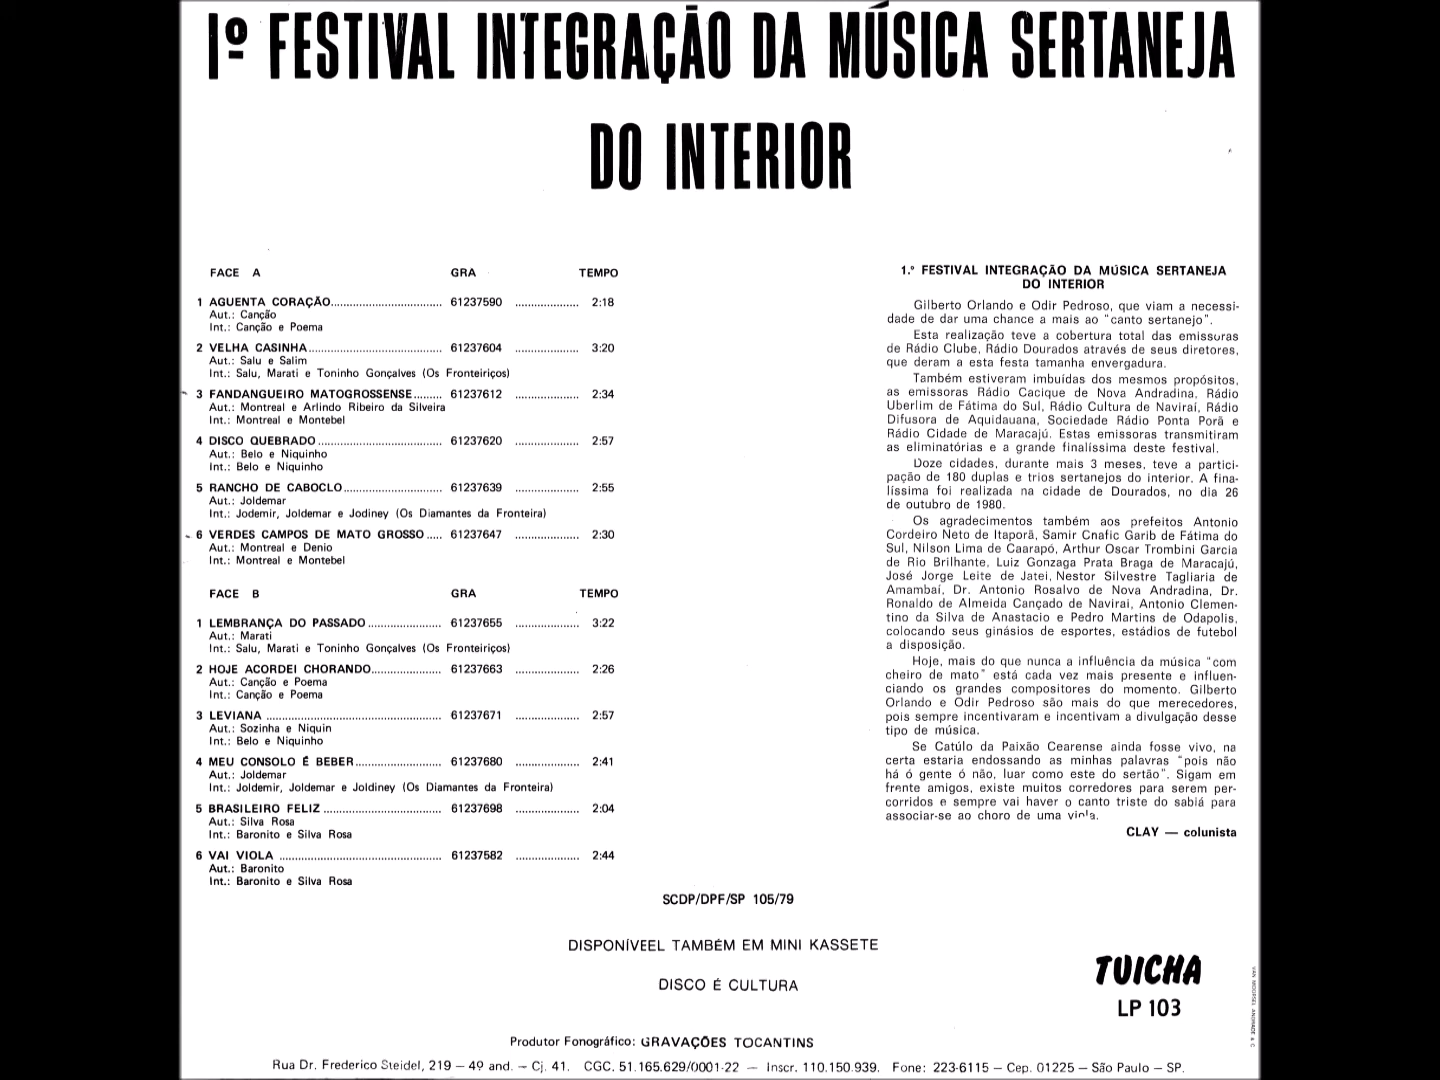 Iº FESTIVAL INTEGRAÇÃO DA MÚSICA SERTANEJA
DO INTERIOR
FACE A GRA TEMPO
1 AGUENTA CORAÇÃO.................................... 61237590 ..................... 2:18
Aut.: Canção
Int.: Canção e Poema
2 VELHA CASINHA........................................... 61237604 ..................... 3:20
Aut.: Salu e Salim
Int.: Salu, Marati e Toninho Gonçalves (Os Fronteiriços)
3 FANDANGUEIRO MATOGROSSENSE......... 61237612 ..................... 2:34
Aut.: Montreal e Arlindo Ribeiro da Silveira
Int.: Montreal e Montebel
4 DISCO QUEBRADO........................................ 61237620 ..................... 2:57
Aut.: Belo e Niquinho
Int.: Belo e Niquinho
5 RANCHO DE CABOCLO................................ 61237639 ..................... 2:55
Aut.: Joldemar
Int.: Jodemir, Joldemar e Jodiney (Os Diamantes da Fronteira)
6 VERDES CAMPOS DE MATO GROSSO..... 61237647 ..................... 2:30
Aut.: Montreal e Denio
Int.: Montreal e Montebel
FACE B GRA TEMPO
1 LEMBRANÇA DO PASSADO........................ 61237655 ..................... 3:22
Aut.: Marati
Int.: Salu, Marati e Toninho Gonçalves (Os Fronteiriços)
2 HOJE ACORDEI CHORANDO....................... 61237663 ..................... 2:26
Aut.: Canção e Poema
Int.: Canção e Poema
3 LEVIANA ......................................................... 61237671 ..................... 2:57
Aut.: Sozinha e Niquin
Int.: Belo e Niquinho
4 MEU CONSOLO É BEBER............................ 61237680 ..................... 2:41
Aut.: Joldemar
Int.: Joldemir, Joldemar e Joldiney (Os Diamantes da Fronteira)
5 BRASILEIRO FELIZ ....................................... 61237698 ..................... 2:04
Aut.: Silva Rosa
Int.: Baronito e Silva Rosa
6 VAI VIOLA ..................................................... 61237582 ..................... 2:44
Aut.: Baronito
Int.: Baronito e Silva Rosa
1.º FESTIVAL INTEGRAÇÃO DA MÚSICA SERTANEJA
DO INTERIOR
Gilberto Orlando e Odir Pedroso, que viam a necessi-
dade de dar uma chance a mais ao "canto sertanejo".
Esta realização teve a cobertura total das emissuras
de Rádio Clube, Rádio Dourados através de seus diretores,
que deram a esta festa tamanha envergadura.
Também estiveram imbuídas dos mesmos propósitos,
as emissoras Rádio Cacique de Nova Andradina, Rádio
Uberlim de Fátima do Sul, Rádio Cultura de Naviraí, Rádio
Difusora de Aquidauana, Sociedade Rádio Ponta Porã e
Rádio Cidade de Maracajú. Estas emissoras transmitiram
as eliminatórias e a grande finalíssima deste festival.
Doze cidades, durante mais 3 meses, teve a partici-
pação de 180 duplas e trios sertanejos do interior. A fina-
líssima foi realizada na cidade de Dourados, no dia 26
de outubro de 1980.
Os agradecimentos também aos prefeitos Antonio
Cordeiro Neto de Itaporã, Samir Cnafic Garib de Fátima do
Sul, Nilson Lima de Caarapó, Arthur Oscar Trombini Garcia
de Rio Brilhante, Luiz Gonzaga Prata Braga de Maracajú,
José Jorge Leite de Jatei, Nestor Silvestre Tagliaria de
Amambaí, Dr. Antonio Rosalvo de Nova Andradina, Dr.
Ronaldo de Almeida Cançado de Navirai, Antonio Clemen-
tino da Silva de Anastacio e Pedro Martins de Odapolis,
colocando seus ginásios de esportes, estádios de futebol
a disposição.
Hoje, mais do que nunca a influência da música "com
cheiro de mato" está cada vez mais presente e influen-
ciando os grandes compositores do momento. Gilberto
Orlando e Odir Pedroso são mais do que merecedores,
pois sempre incentivaram e incentivam a divulgação desse
tipo de música.
Se Catúlo da Paixão Cearense ainda fosse vivo, na
certa estaria endossando as minhas palavras "pois não
há ó gente ó não, luar como este do sertão". Sigam em
frente amigos, existe muitos corredores para serem per-
corridos e sempre vai haver o canto triste do sabiá para
associar-se ao choro de uma viola.
CLAY — colunista
SCDP/DPF/SP 105/79
DISPONÍVEEL TAMBÉM EM MINI KASSETE
DISCO É CULTURA
TUICHA
LP 103
Produtor Fonográfico: GRAVAÇÕES TOCANTINS
Rua Dr. Frederico Steidel, 219 – 4º and. – Cj. 41. CGC. 51.165.629/0001-22 – Inscr. 110.150.939. Fone: 223-6115 – Cep. 01225 – São Paulo – SP.